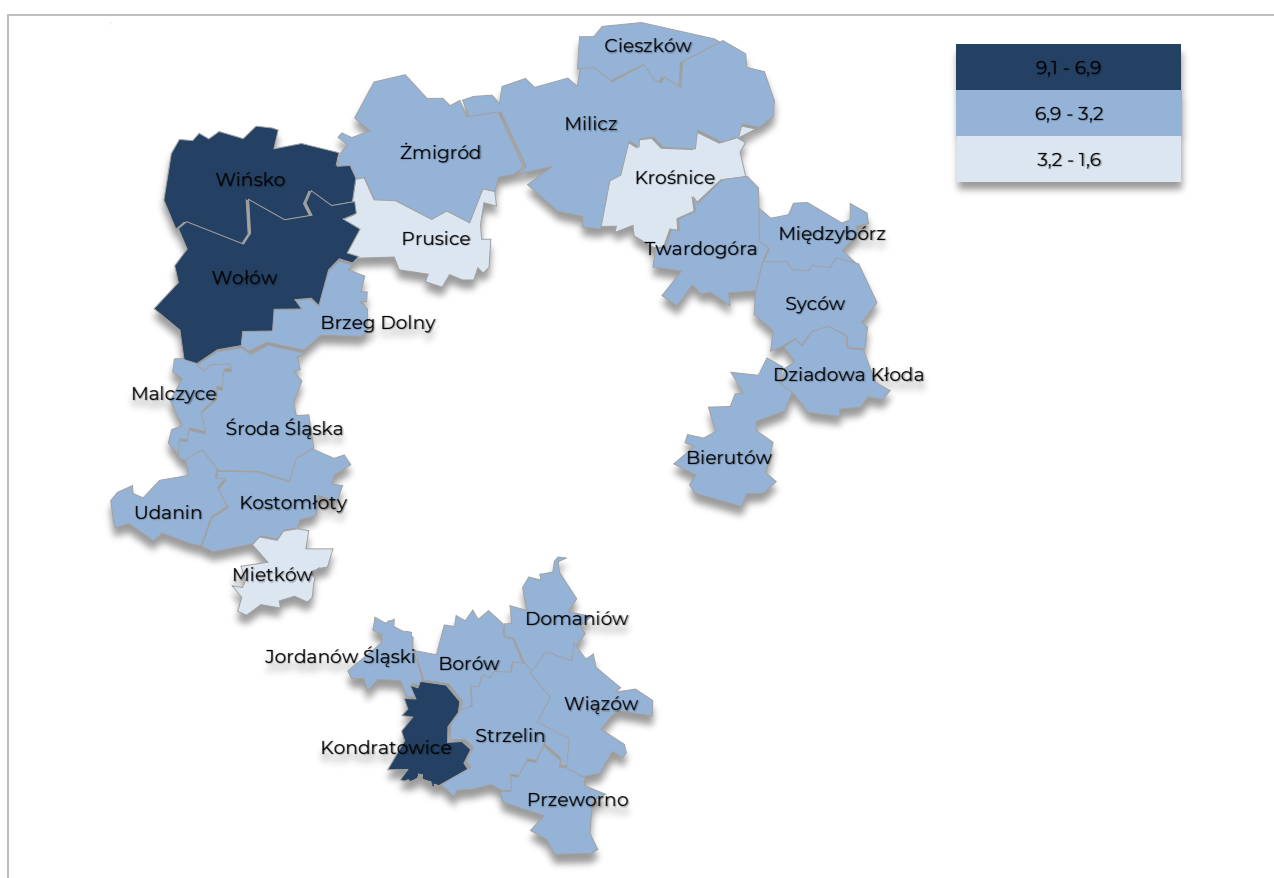 Cieszków
9,1 - 6,9
6,9 - 3,2
3,2 - 1,6
Milicz
Żmigród
Krośnice
Wińsko
Prusice
Międzybórz
Twardogóra
Wołów
Syców
Brzeg Dolny
Dziadowa Kłoda
Malczyce
Środa Śląska
Bierutów
Kostomłoty
Udanin
Mietków
Domaniów
Jordanów Śląski
Borów
Wiązów
Strzelin
Kondratowice
Przeworno